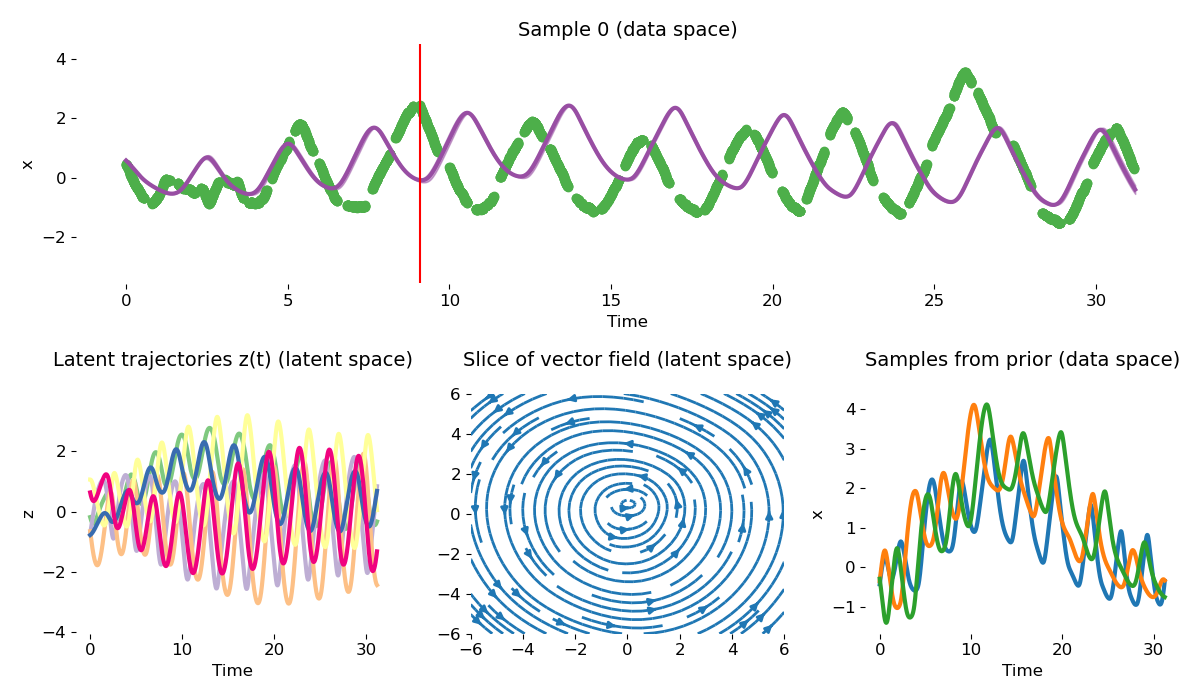 Sample 0 (data space)
4
2
0
−2
x
0 5 10 15 20 25 30
Time
Latent trajectories z(t) (latent space)
2
0
−2
−4
z
0 10 20 30
Time
Slice of vector field (latent space)
6
4
2
0
−2
−4
−6
−6 −4 −2 0 2 4 6
Samples from prior (data space)
4
3
2
1
0
−1
x
0 10 20 30
Time